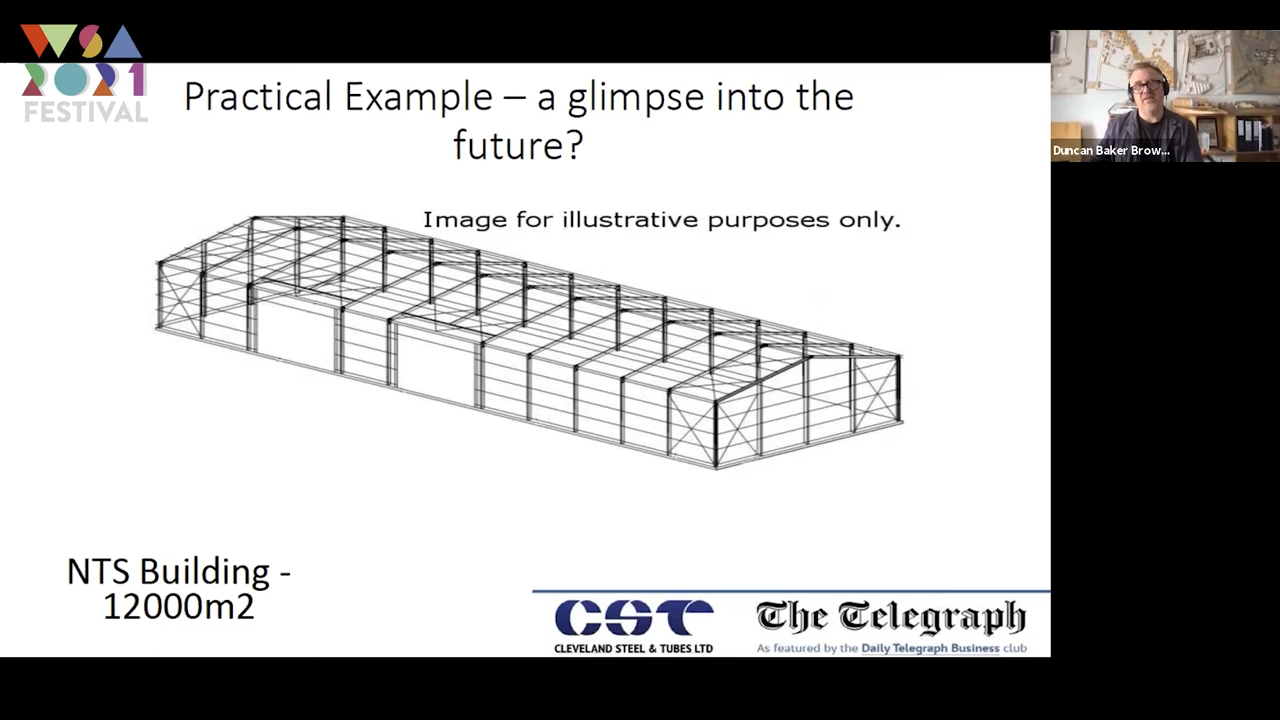 WSA
2021
FESTIVAL
Practical Example – a glimpse into the
future?
Image for illustrative purposes only.
Duncan Baker Brow...
NTS Building -
12000m2
CST
CLEVELAND STEEL & TUBES LTD
The Telegraph
As featured by the Daily Telegraph Business club